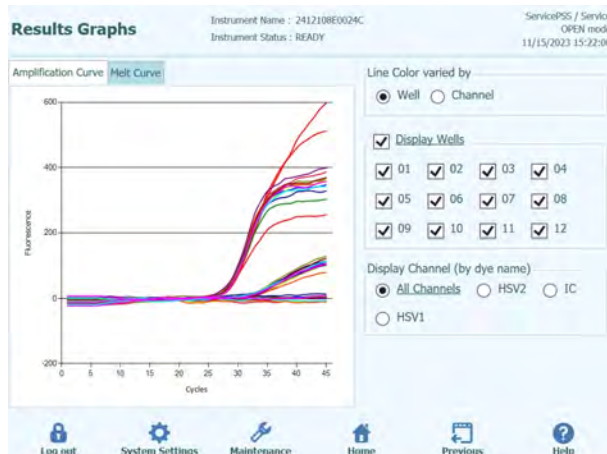 Results Graphs
Instrument Name : 2412108E0024C
Instrument Status : READY
ServicePSS / Servic
OPEN mod
11/15/2023 15:22:0
Amplification Curve Melt Curve
600
400
200
0
-200
Fluorescence
0 5 10 15 20 25 30 35 40 45
Cycles
Line Color varied by
Well Channel
Display Wells
01 02 03 04
05 06 07 08
09 10 11 12
Display Channel (by dye name)
All Channels HSV2 IC
HSV1
Log out System Settings Maintenance Home Previous Help